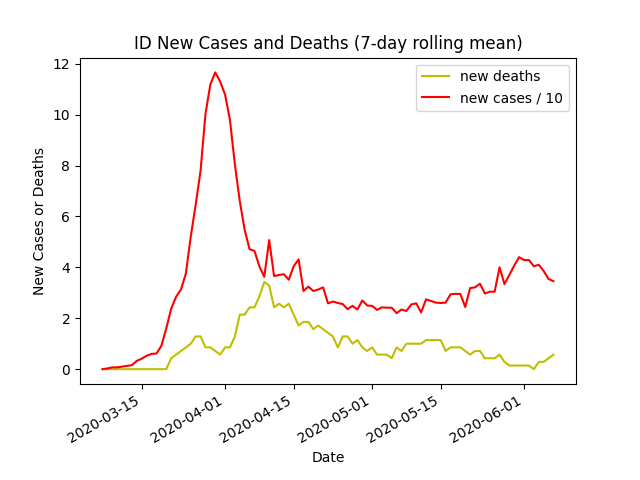 ID New Cases and Deaths (7-day rolling mean)
new deaths
new cases / 10
New Cases or Deaths
12
10
8
6
4
2
0
2020-03-15
2020-04-01
2020-04-15
2020-05-01
2020-05-15
2020-06-01
Date